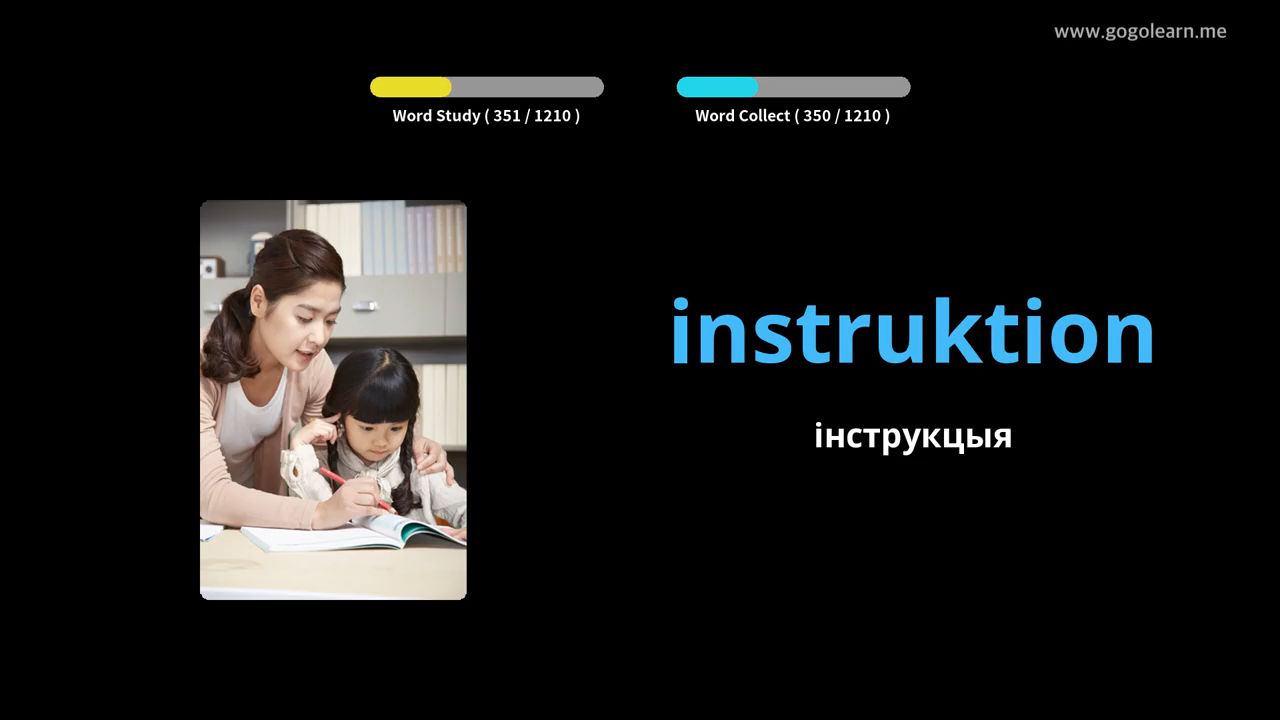 www.gogolearn.me
Word Study ( 351 / 1210 )
Word Collect ( 350 / 1210 )
instruktion
інструкцыя